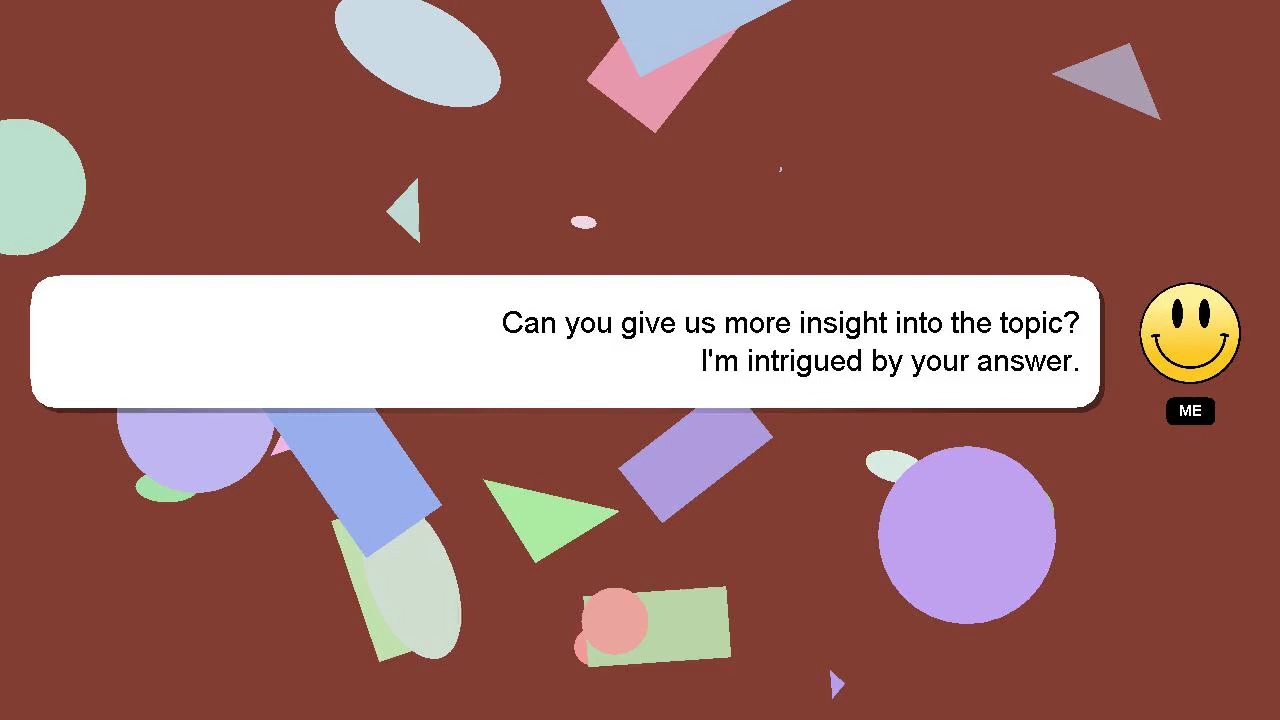 Can you give us more insight into the topic?
I'm intrigued by your answer.
ME